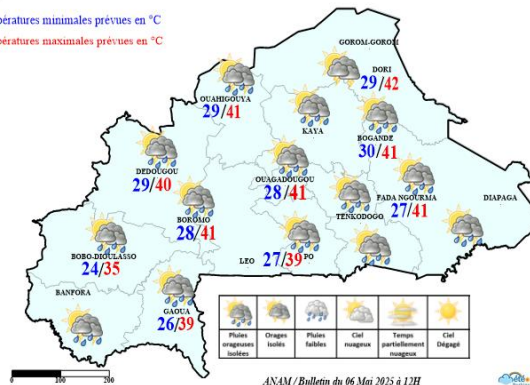 pératures minimales prévues en °C
pératures maximales prévues en °C
GOROM-GOROM
DORI
29/42
OUAHIGOUYA
29/41
KAYA
BOGANDE
30/41
DEDOUGOU
29/40
OUAGADOUGOU
28/41
FADA NGOURMA
27/41
DIAPAGA
BOROMO
28/41
TENKODOGO
BOBO-DIOULASSO
24/35
LEO
27/39
PO
BANFORA
GAOUA
26/39
Pluies orageuses isolées
Orages isolés
Pluies faibles
Ciel nuageux
Temps partiellement nuageux
Ciel Dégagé
0 100 200
ANAM / Bulletin du 06 Mai 2025 à 12H